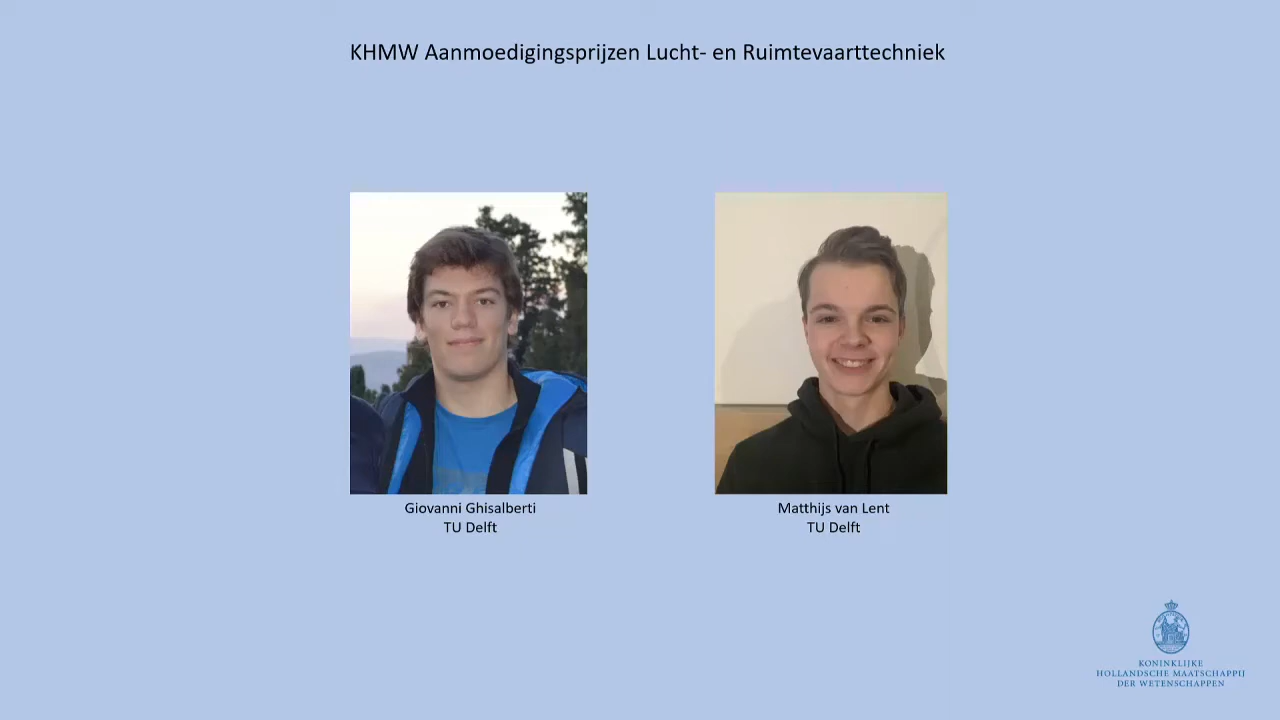 KHMW Aanmoedigingsprijzen Lucht- en Ruimtevaarttechniek
Giovanni Ghisalberti
TU Delft
Matthijs van Lent
TU Delft
KONINKLIJKE
HOLLANDSCHE MAATSCHAPPIJ
DER WETENSCHAPPEN